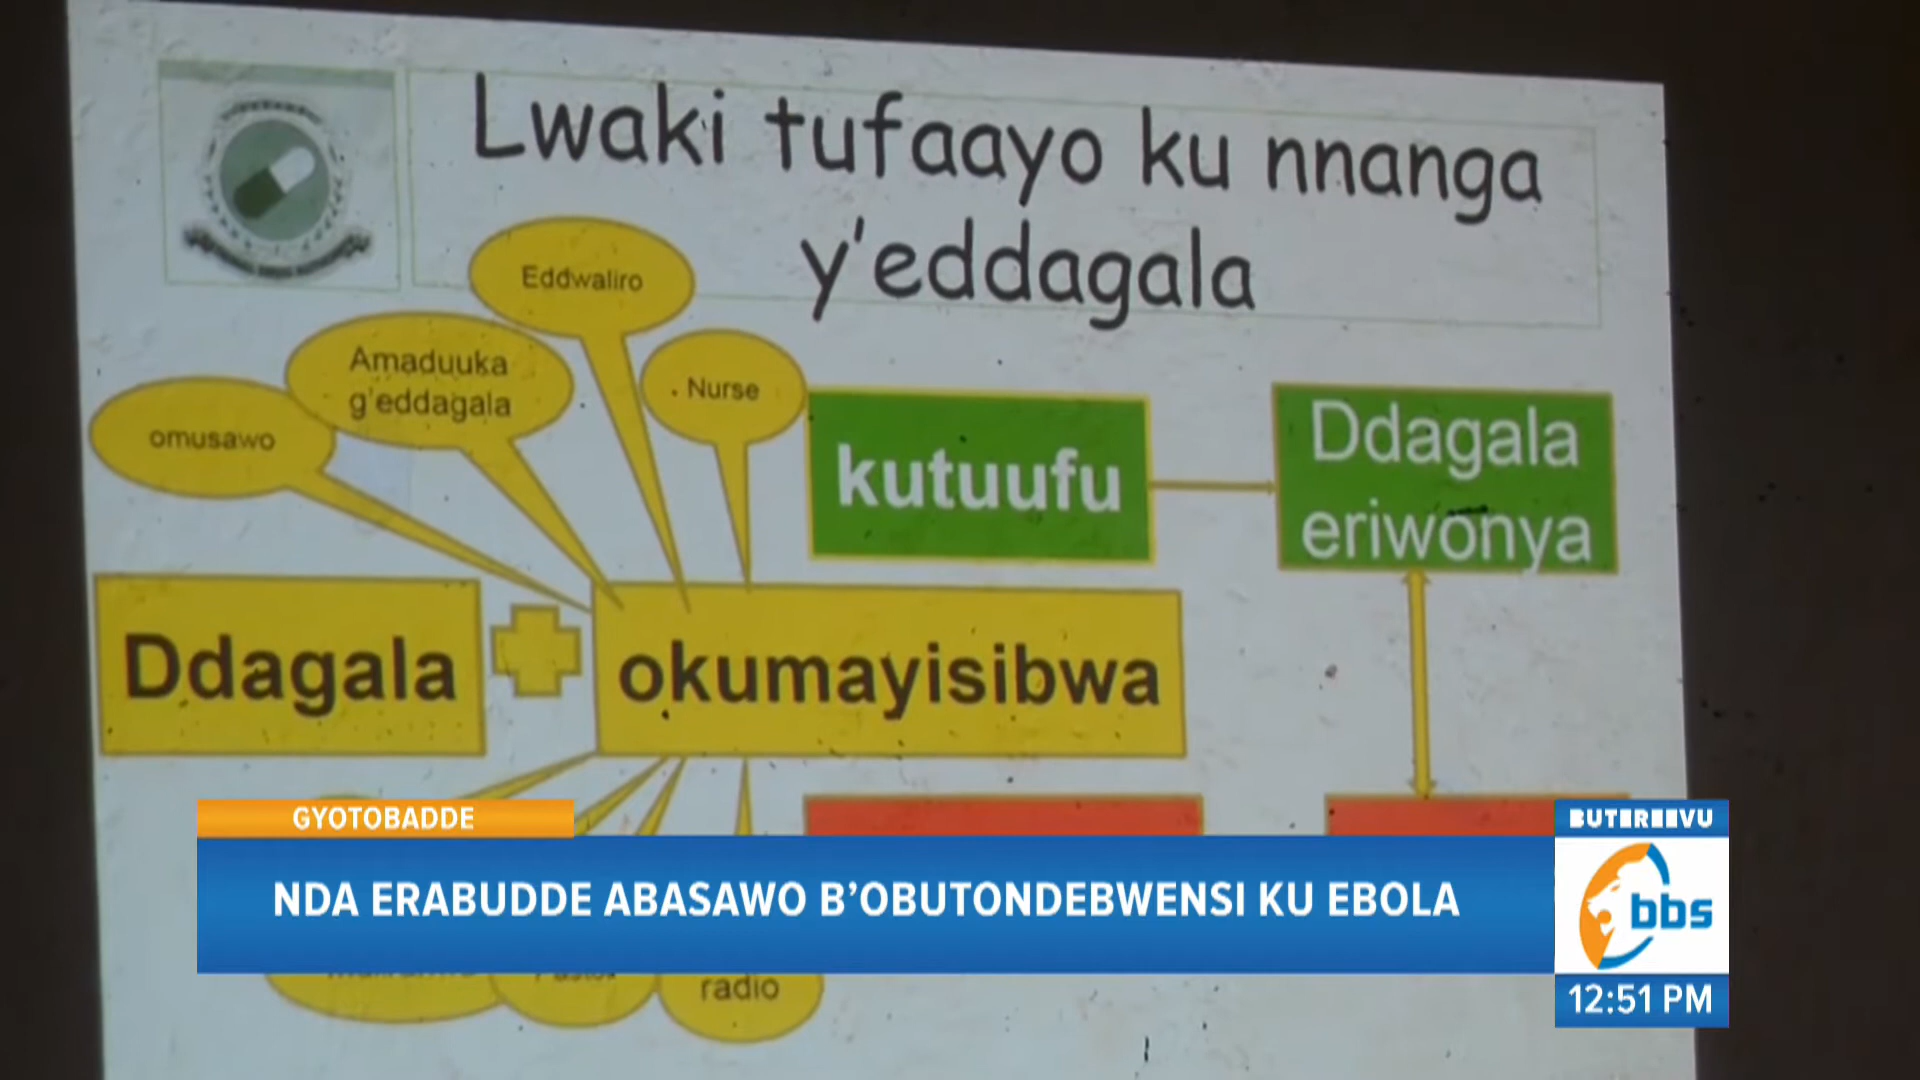 Lwaki tufaayo ku nnanga
y'eddagala
Eddwaliro
Amaduuka
g'eddagala
Nurse
omusawo
kutuufu
Ddagala
eriwonya
Ddagala
okumayisibwa
GYOTOBADDE
NDA ERABUDDE ABASAWO B'OBUTONDEBWENSI KU EBOLA
BUTEREEVU
bbs
12:51 PM
radio